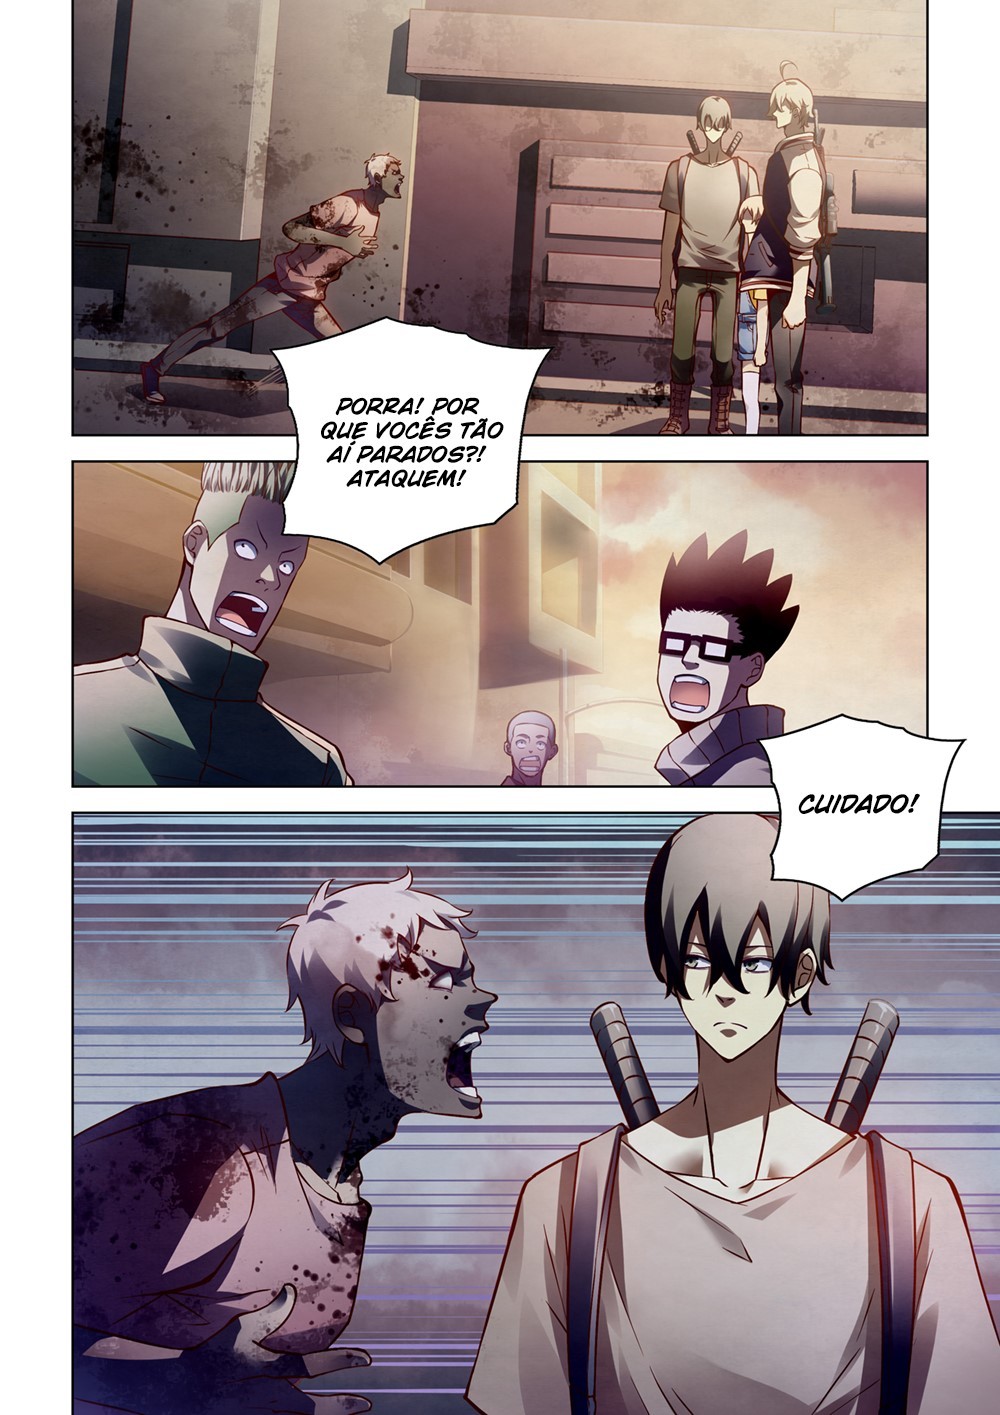 PORRA! POR
QUE VOCÊS TÃO
AÍ PARADOS?!
ATAQUEM!
CUIDADO!